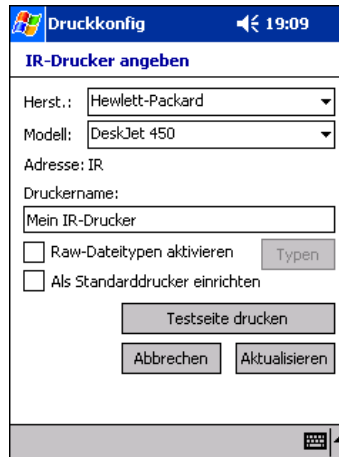 Druckkonfig 19:09
IR-Drucker angeben
Herst.: Hewlett-Packard
Modell: DeskJet 450
Adresse: IR
Druckername:
Mein IR-Drucker
Raw-Dateitypen aktivieren Typen
Als Standarddrucker einrichten
Testseite drucken
Abbrechen Aktualisieren